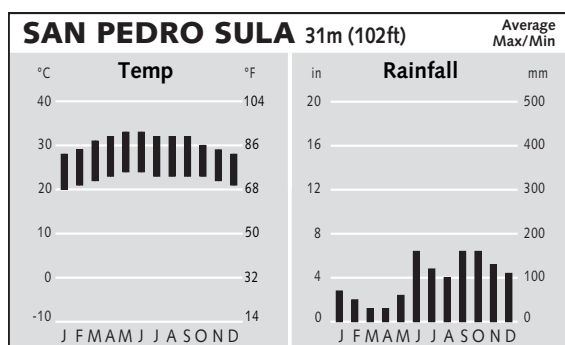 SAN PEDRO SULA 31m (102ft) Average Max/Min
°C Temp °F
40 104
30 86
20 68
10 50
0 32
-10 14
J F M A M J J A S O N D
in Rainfall mm
20 500
16 400
12 300
8 200
4 100
0 0
J F M A M J J A S O N D